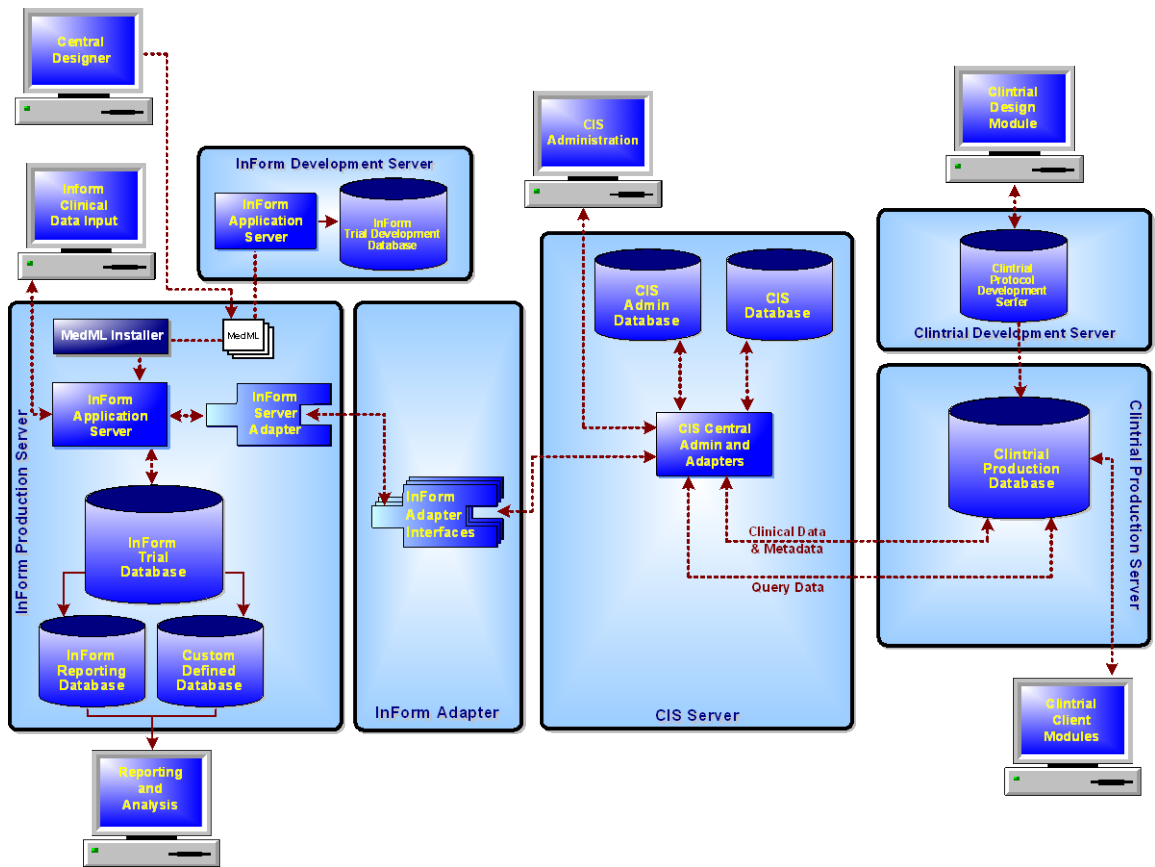 Central
Designer
Inform
Clinical
Data Input
InForm Development Server
InForm
Application
Server
InForm
Trial Development
Database
CIS
Administration
Clintrial
Design
Module
Clintrial
Protocol
Development
Serfer
Clintrial Development Server
MedML Installer
MedML
InForm
Application
Server
InForm
Server
Adapter
InForm
Trial
Database
InForm
Reporting
Database
Custom
Defined
Database
InForm Production Server
Reporting
and
Analysis
InForm
Adapter
Interfaces
InForm Adapter
CIS
Admin
Database
CIS
Database
CIS Central
Admin and
Adapters
Clinical Data
& Metadata
Query Data
CIS Server
Clintrial
Production
Database
Clintrial Production Server
Clintrial
Client
Modules